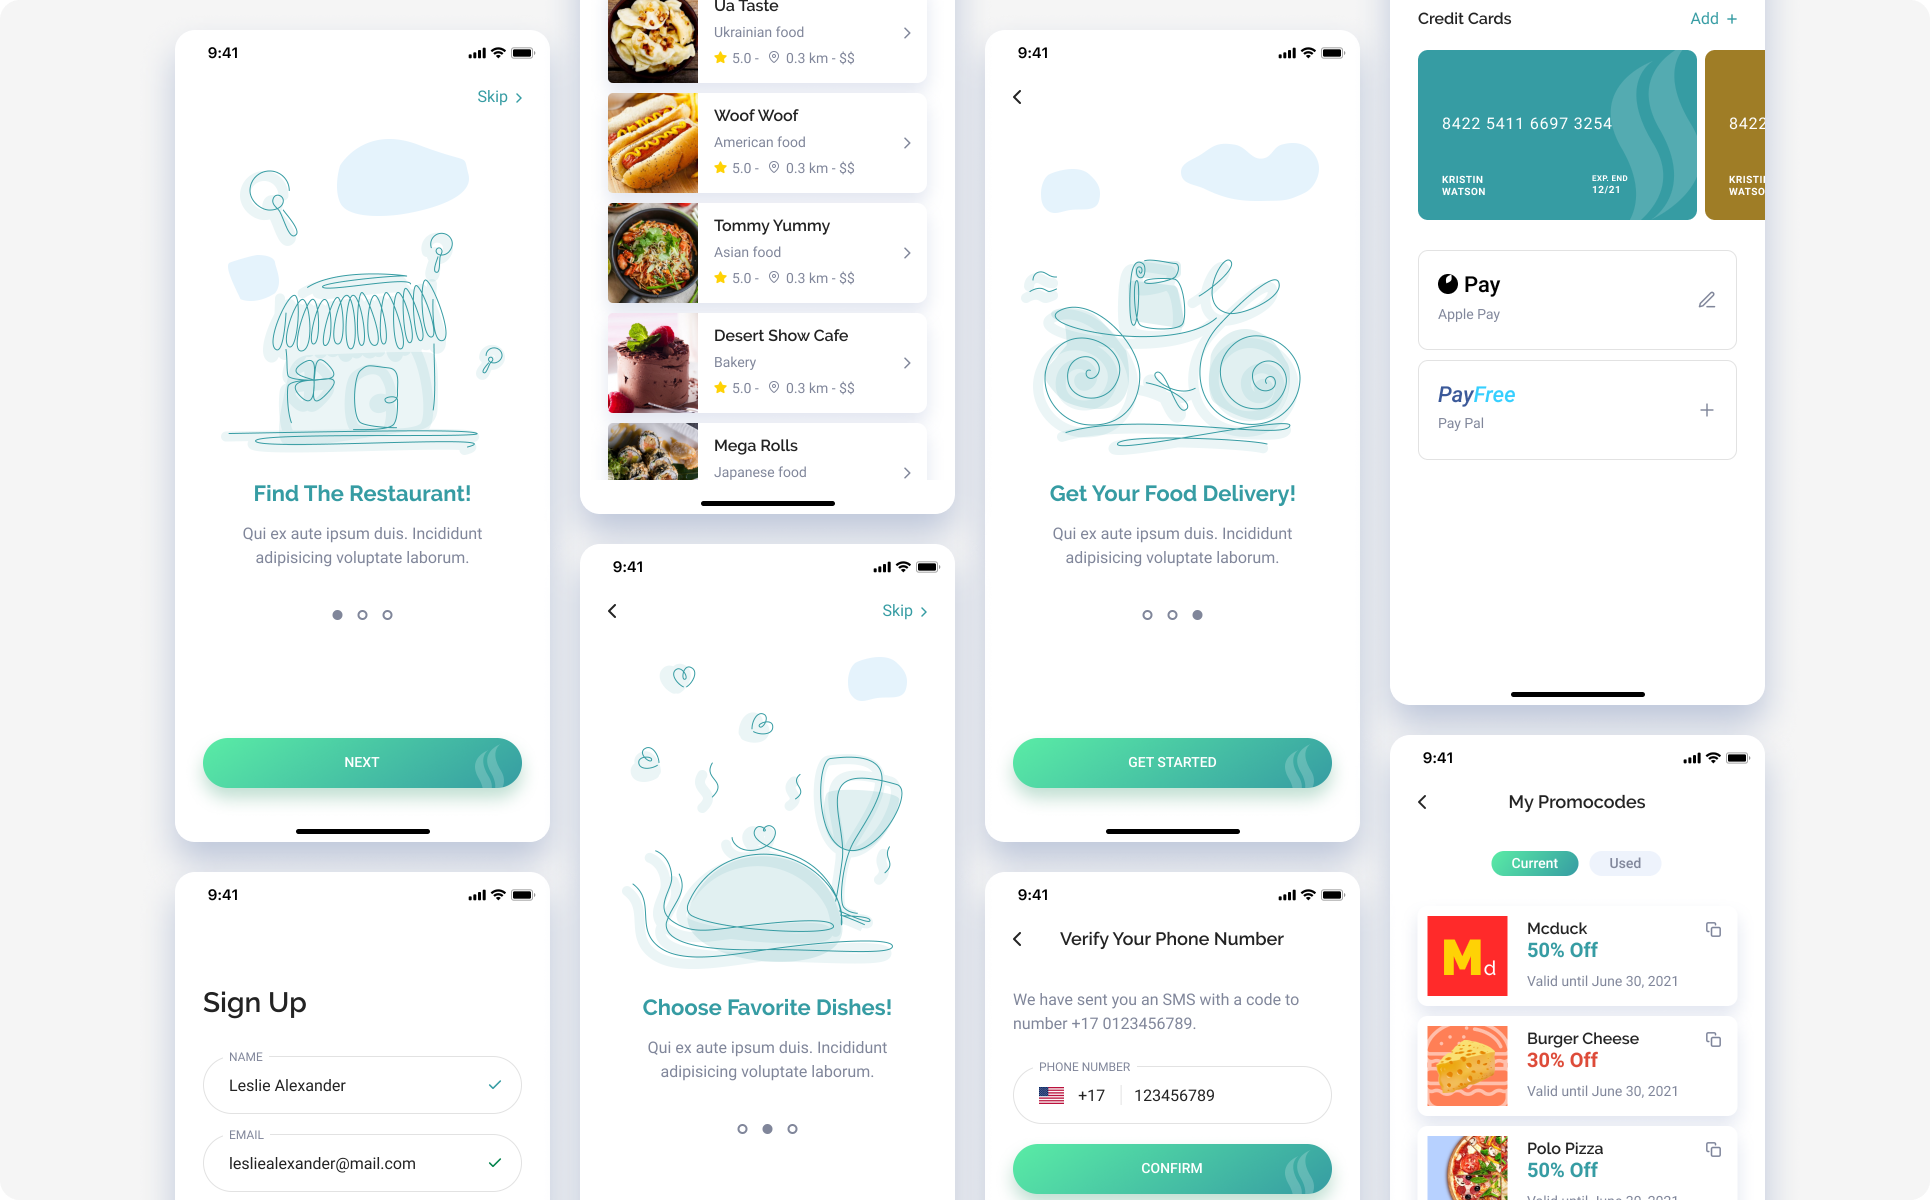 9:41
Skip
Find The Restaurant!
Qui ex aute ipsum duis. Incididunt
adipisicing voluptate laborum.
NEXT
9:41
Sign Up
NAME
Leslie Alexander
EMAIL
lesliealexander@mail.com
Ua Taste
Ukrainian food
5.0 - 0.3 km - $$
Woof Woof
American food
5.0 - 0.3 km - $$
Tommy Yummy
Asian food
5.0 - 0.3 km - $$
Desert Show Cafe
Bakery
5.0 - 0.3 km - $$
Mega Rolls
Japanese food
9:41
Skip
Choose Favorite Dishes!
Qui ex aute ipsum duis. Incididunt
adipisicing voluptate laborum.
9:41
Get Your Food Delivery!
Qui ex aute ipsum duis. Incididunt
adipisicing voluptate laborum.
GET STARTED
9:41
Verify Your Phone Number
We have sent you an SMS with a code to
number +17 0123456789.
PHONE NUMBER
+17 123456789
CONFIRM
Credit Cards Add +
8422 5411 6697 3254
KRISTIN
WATSON
EXP. END
12/21
8422
Pay
Apple Pay
PayFree
Pay Pal
9:41
My Promocodes
Current Used
Md
Mcduck
50% Off
Valid until June 30, 2021
Burger Cheese
30% Off
Valid until June 30, 2021
Polo Pizza
50% Off